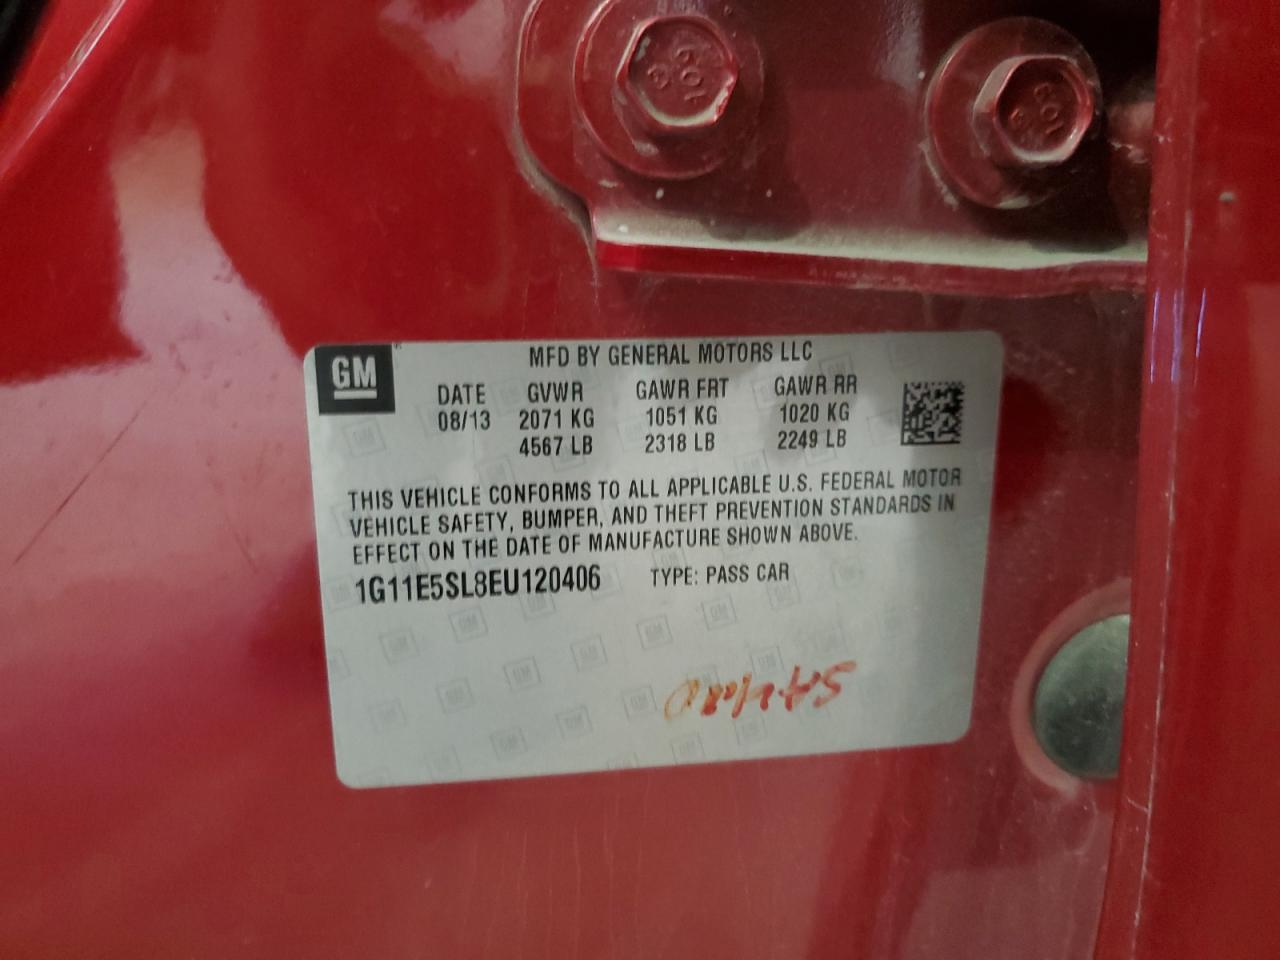 GM
MFD BY GENERAL MOTORS LLC
DATE GVWR GAWR FRT GAWR RR
08/13 2071 KG 1051 KG 1020 KG
4567 LB 2318 LB 2249 LB
THIS VEHICLE CONFORMS TO ALL APPLICABLE U.S. FEDERAL MOTOR
VEHICLE SAFETY, BUMPER, AND THEFT PREVENTION STANDARDS IN
EFFECT ON THE DATE OF MANUFACTURE SHOWN ABOVE.
1G11E5SL8EU120406 TYPE: PASS CAR